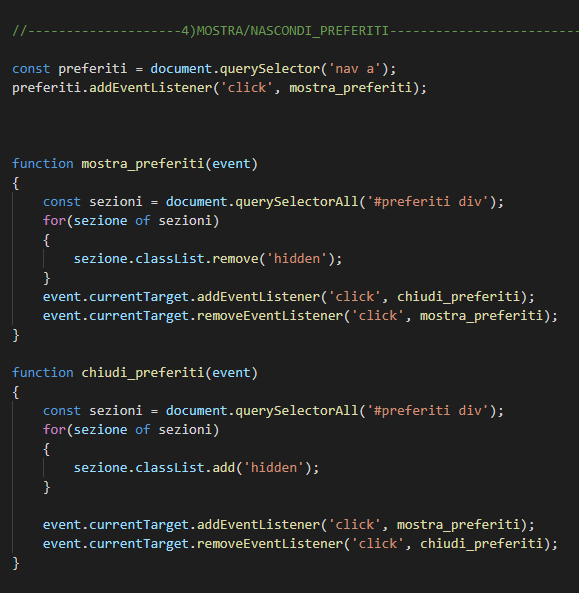 //--------------------4)MOSTRA/NASCONDI_PREFERITI-------------------------
const preferiti = document.querySelector('nav a');
preferiti.addEventListener('click', mostra_preferiti);
function mostra_preferiti(event)
{
    const sezioni = document.querySelectorAll('#preferiti div');
    for(sezione of sezioni)
    {
        sezione.classList.remove('hidden');
    }
    event.currentTarget.addEventListener('click', chiudi_preferiti);
    event.currentTarget.removeEventListener('click', mostra_preferiti);
}
function chiudi_preferiti(event)
{
    const sezioni = document.querySelectorAll('#preferiti div');
    for(sezione of sezioni)
    {
        sezione.classList.add('hidden');
    }
    event.currentTarget.addEventListener('click', mostra_preferiti);
    event.currentTarget.removeEventListener('click', chiudi_preferiti);
}